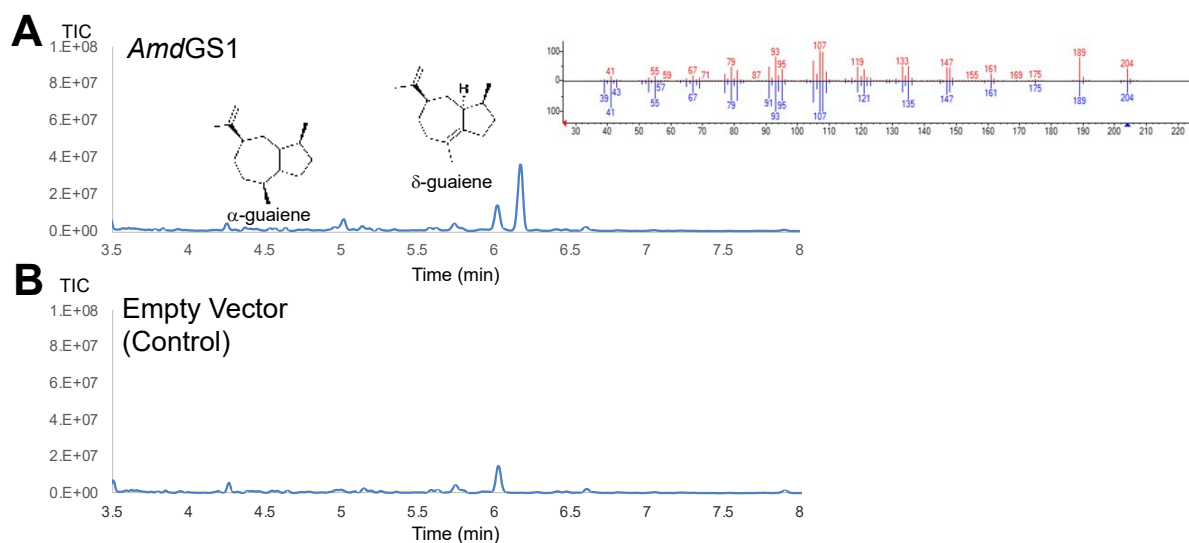 A
TIC
AmdGS1
1.E+08
8.E+07
6.E+07
4.E+07
2.E+07
0.E+00
H
α-guaiene
δ-guaiene
3.5 4 4.5 5 5.5 6 6.5 7 7.5 8
Time (min)
100
0
100
41 55 59 67 71 79 87 93 95 107 119 133 147 155 161 169 175 189 204
39 41 43 55 57 67 79 91 93 95 107 121 135 147 161 175 189 204
30 40 50 60 70 80 90 100 110 120 130 140 150 160 170 180 190 200 210 220
B
TIC
Empty Vector
(Control)
1.E+08
8.E+07
6.E+07
4.E+07
2.E+07
0.E+00
3.5 4 4.5 5 5.5 6 6.5 7 7.5 8
Time (min)